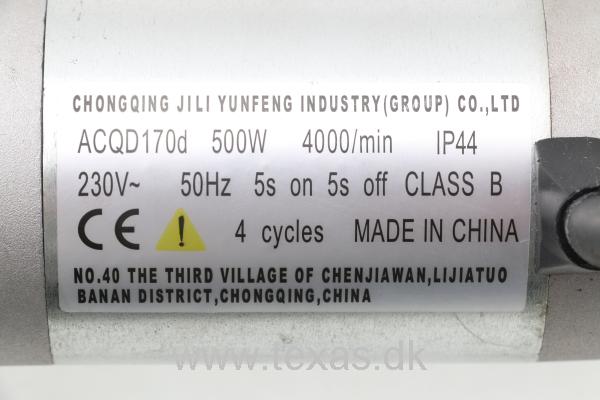 CHONGQING JILI YUNFENG INDUSTRY(GROUP) CO.,LTD
ACQD170d 500W 4000/min IP44
230V~ 50Hz 5s on 5s off CLASS B
CE ! 4 cycles MADE IN CHINA
NO.40 THE THIRD VILLAGE OF CHENJIAWAN,LIJIATUO
BANAN DISTRICT,CHONGQING,CHINA
www.texas.dk